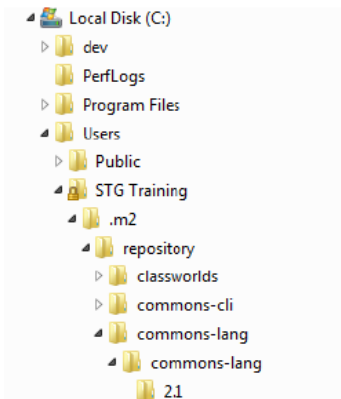 Local Disk (C:)
dev
PerfLogs
Program Files
Users
Public
STG Training
.m2
repository
classworlds
commons-cli
commons-lang
commons-lang
2.1